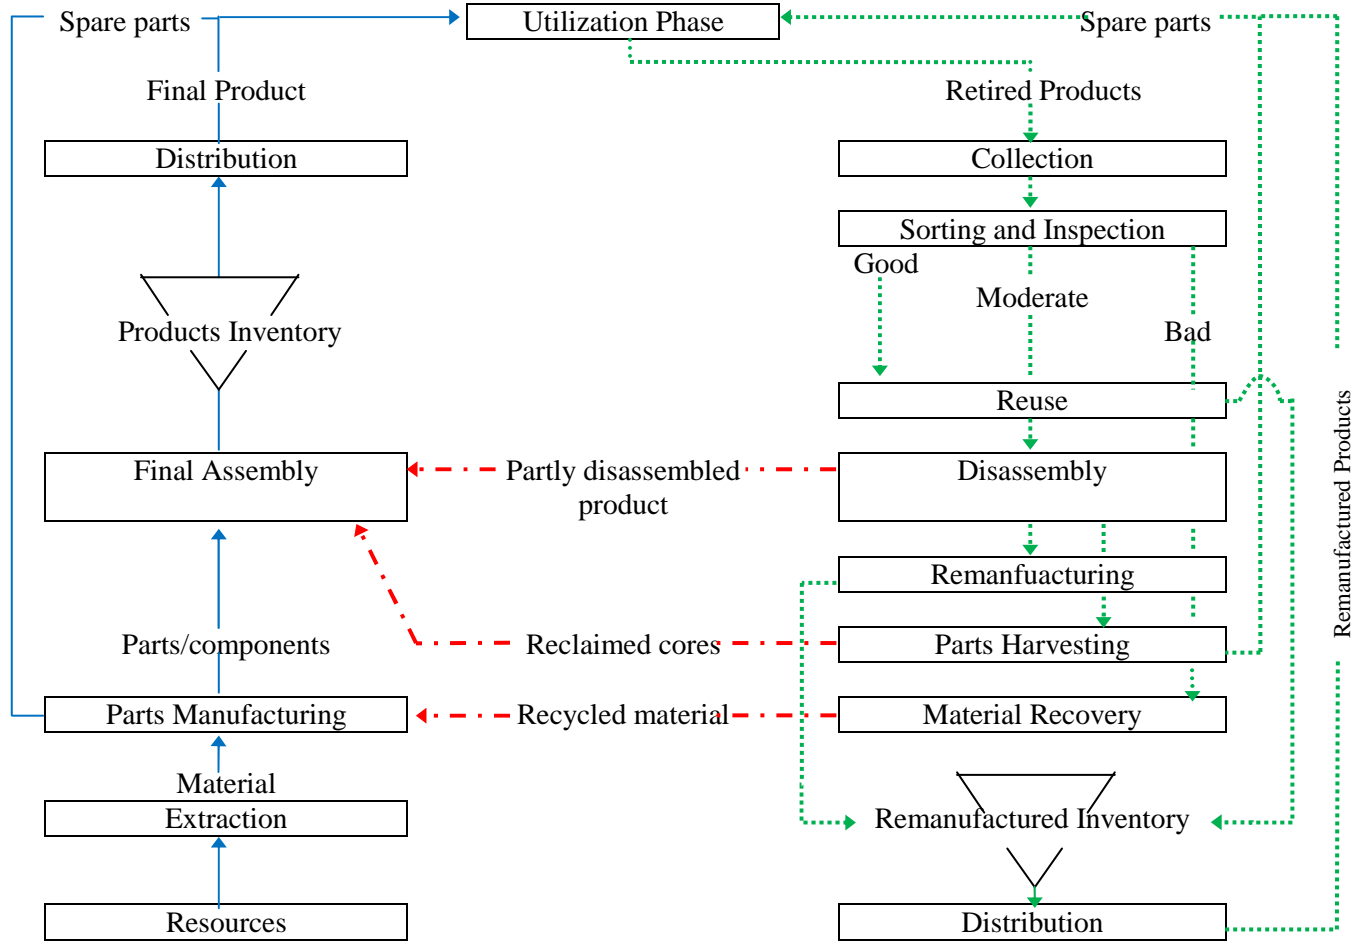 Spare parts
Utilization Phase
Spare parts
Final Product
Retired Products
Distribution
Collection
Sorting and Inspection
Good
Moderate
Products Inventory
Bad
Reuse
Remanufactured Products
Final Assembly
Partly disassembled
product
Disassembly
Remanfuacturing
Parts/components
Reclaimed cores
Parts Harvesting
Parts Manufacturing
Recycled material
Material Recovery
Material
Extraction
Remanufactured Inventory
Resources
Distribution